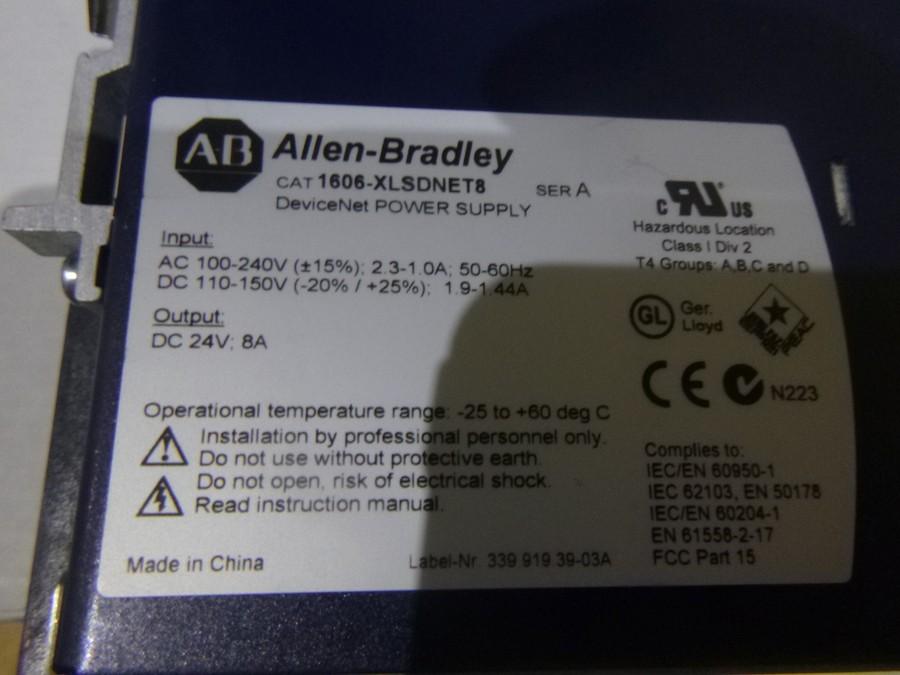 AB Allen-Bradley
CAT 1606-XLSDNET8 SER A
DeviceNet POWER SUPPLY
Input:
AC 100-240V (±15%); 2.3-1.0A; 50-60Hz
DC 110-150V (-20% / +25%); 1.9-1.44A
Output:
DC 24V; 8A
C RU US
Hazardous Location
Class I Div 2
T4 Groups: A,B,C and D
GL Ger.
Lloyd
CE N223
Operational temperature range: -25 to +60 deg C
Installation by professional personnel only.
Do not use without protective earth.
Do not open, risk of electrical shock.
Read instruction manual.
Complies to:
IEC/EN 60950-1
IEC 62103, EN 50178
IEC/EN 60204-1
EN 61558-2-17
FCC Part 15
Made in China
Label-Nr. 339 919 39-03A